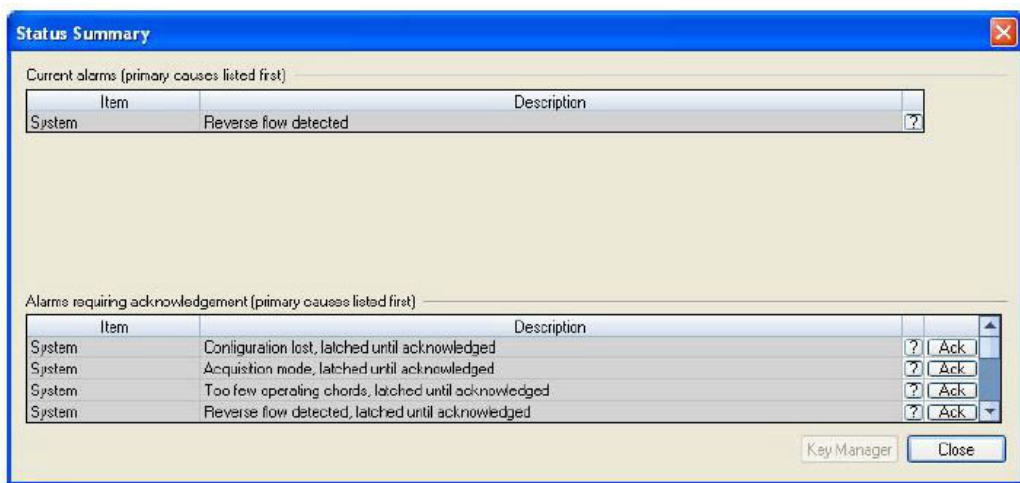 Status Summary
Current alarms (primary causes listed first)
Item Description
System Reverse flow detected ?
Alarms requiring acknowledgement (primary causes listed first)
Item Description
System Configuration lost, latched until acknowledged ? Ack
System Acquistion mode, latched until acknowledged ? Ack
System Too few operating chords, latched until acknowledged ? Ack
System Reverse flow detected, latched until acknowledged ? Ack
Key Manager Close